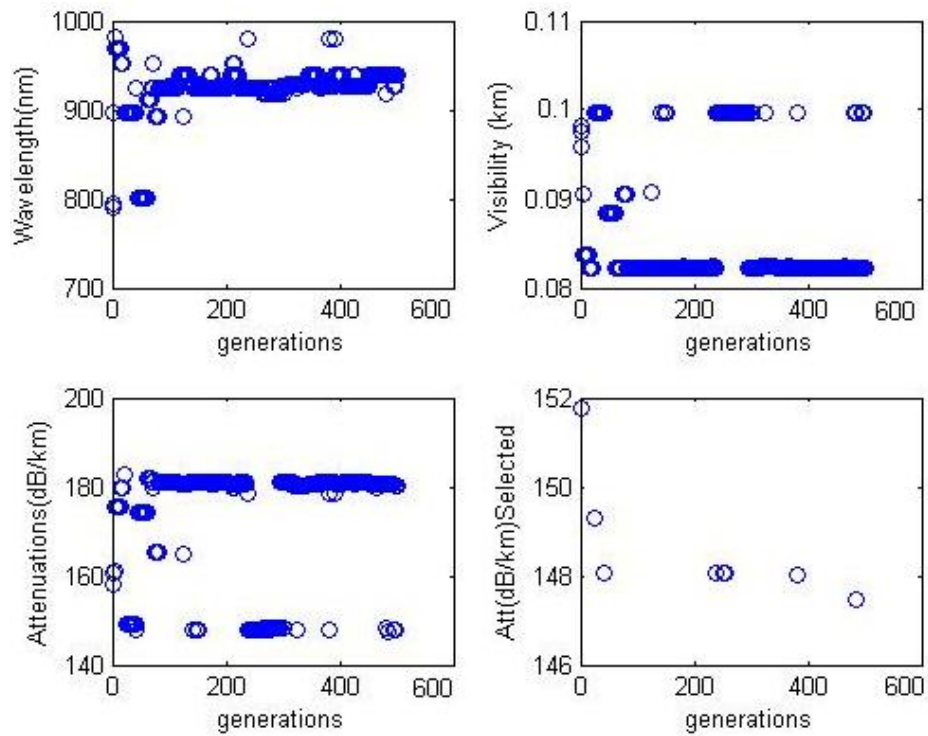 1000
900
800
700
Wavelength(nm)
0 200 400 600
generations
0.11
0.1
0.09
0.08
Visibility (km)
0 200 400 600
generations
200
180
160
140
Attenuations(dB/km)
0 200 400 600
generations
152
150
148
146
Att(dB/km)Selected
0 200 400 600
generations